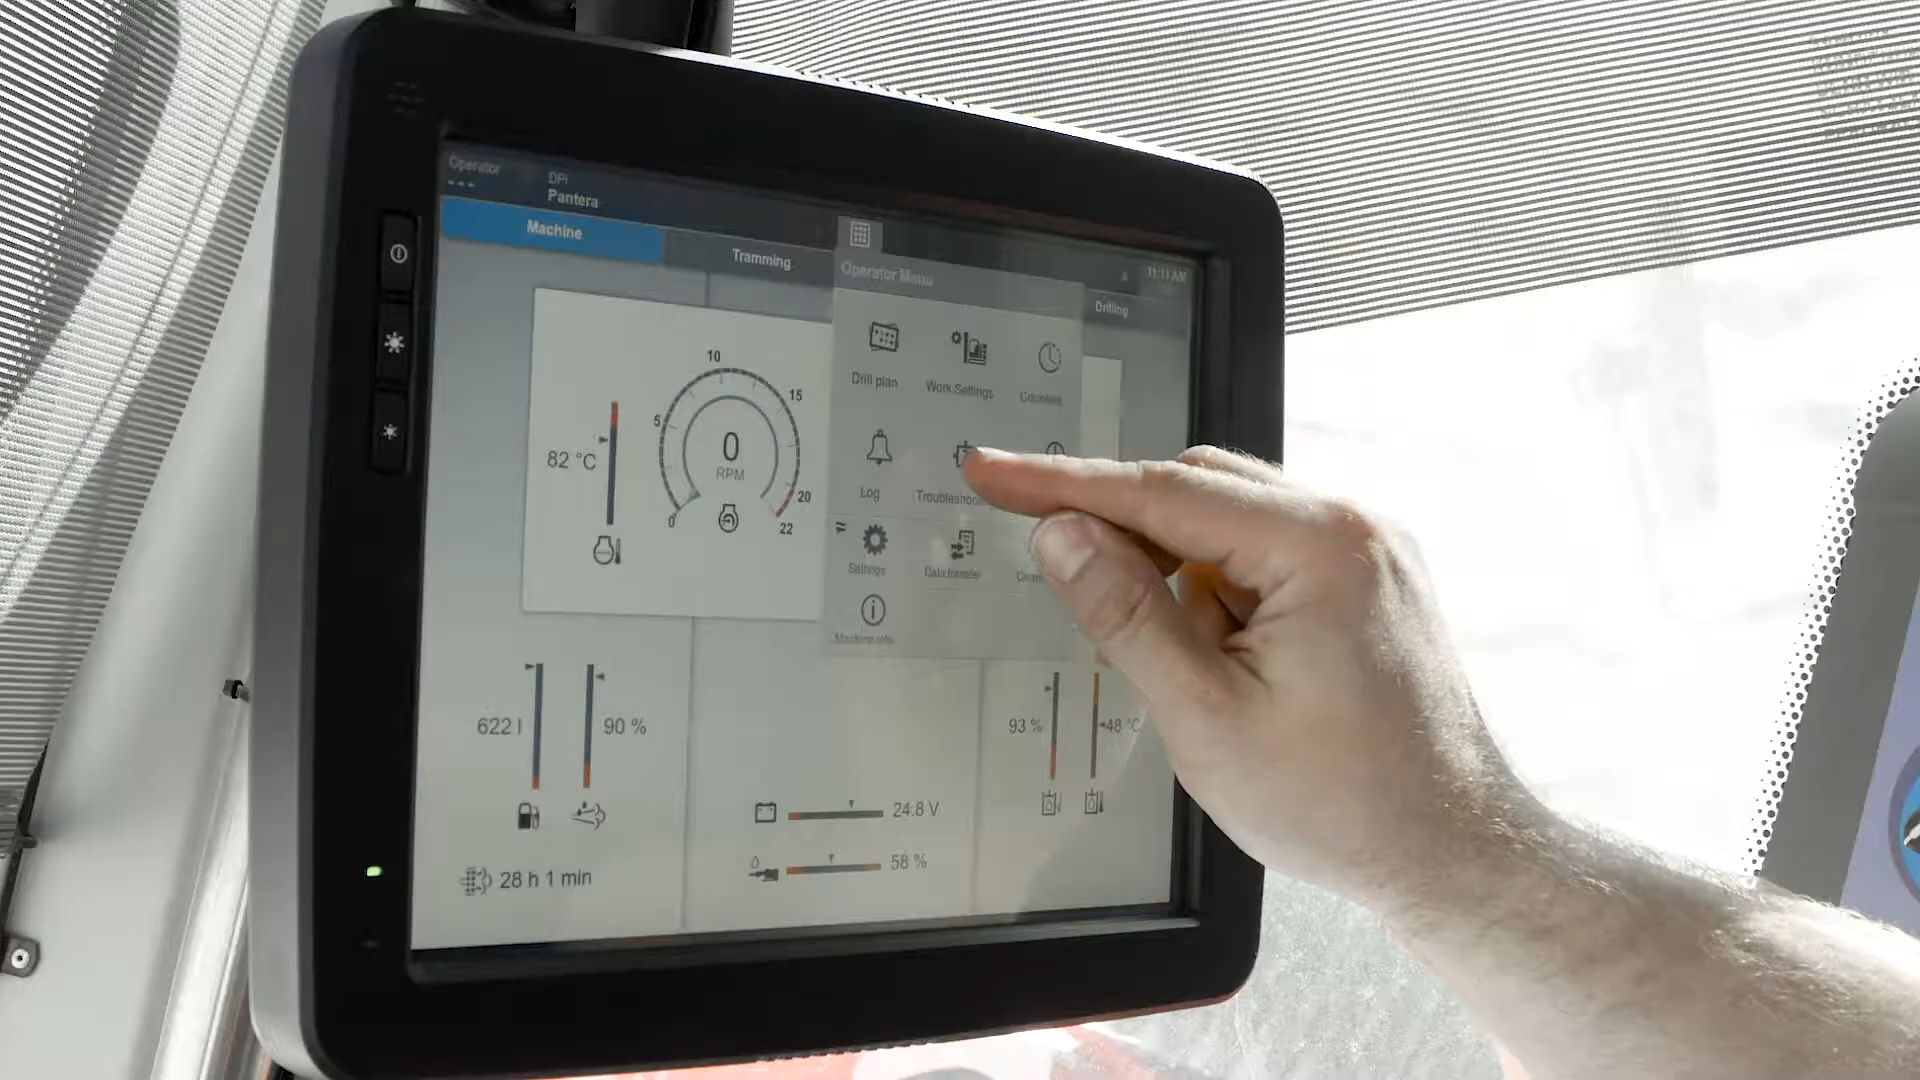 Operator
DPi
Pantera
Machine
Tramming
Operator Menu
11:11 AM
Drilling
Drill plan
Work Settings
Counters
Log
Settings
Data transfer
Machine info
82 °C
0
RPM
0
5
10
15
20
22
622 l
90 %
93 %
48 °C
24.8 V
58 %
28 h 1 min